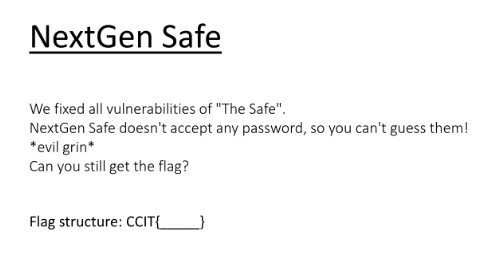 NextGen Safe
We fixed all vulnerabilities of "The Safe".
NextGen Safe doesn't accept any password, so you can't guess them!
*evil grin*
Can you still get the flag?
Flag structure: CCIT{_____}